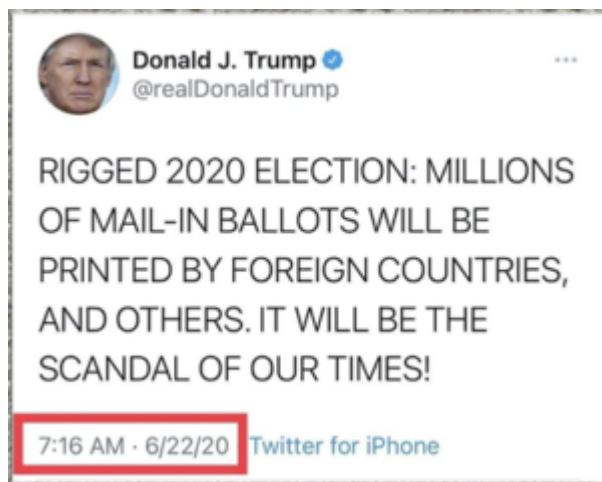 Donald J. Trump
@realDonaldTrump
RIGGED 2020 ELECTION: MILLIONS
OF MAIL-IN BALLOTS WILL BE
PRINTED BY FOREIGN COUNTRIES,
AND OTHERS. IT WILL BE THE
SCANDAL OF OUR TIMES!
7:16 AM · 6/22/20 Twitter for iPhone